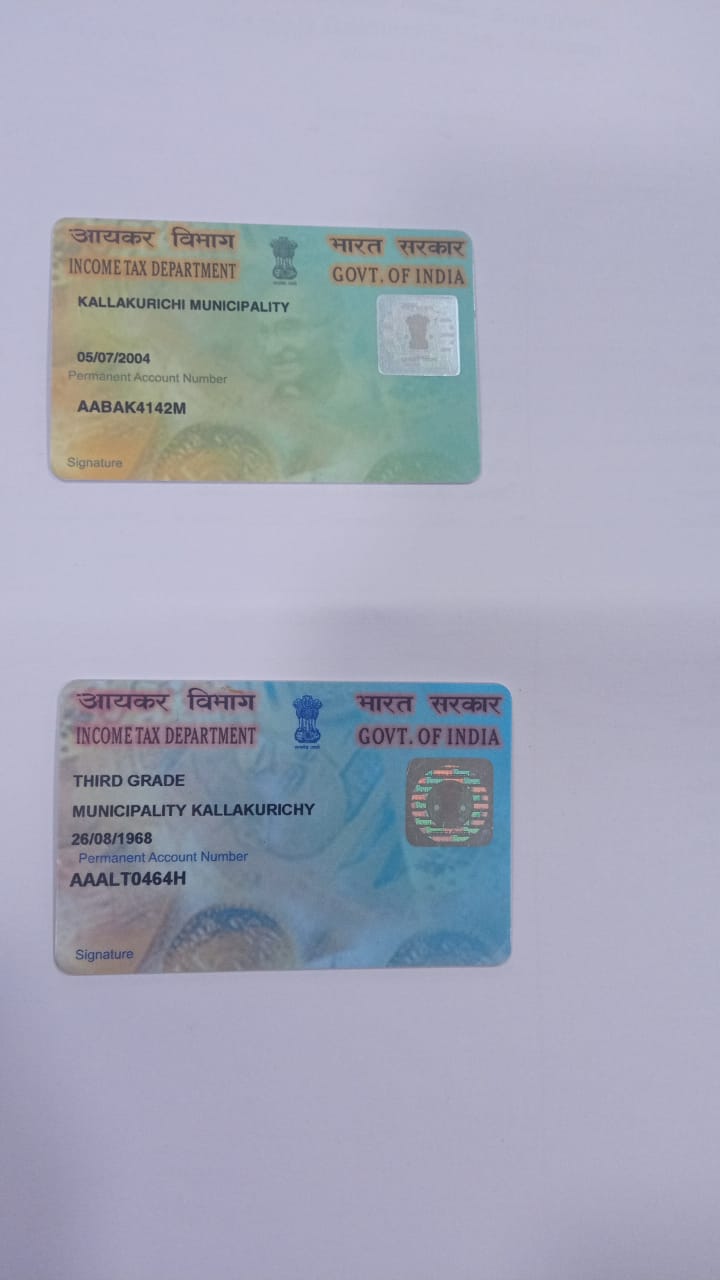 आयकर विभाग
भारत सरकार
INCOME TAX DEPARTMENT
GOVT. OF INDIA
KALLAKURICHI MUNICIPALITY
05/07/2004
Permanent Account Number
AABAK4142M
Signature
आयकर विभाग
भारत सरकार
INCOME TAX DEPARTMENT
GOVT. OF INDIA
THIRD GRADE
MUNICIPALITY KALLAKURICHY
26/08/1968
Permanent Account Number
AAALT0464H
Signature